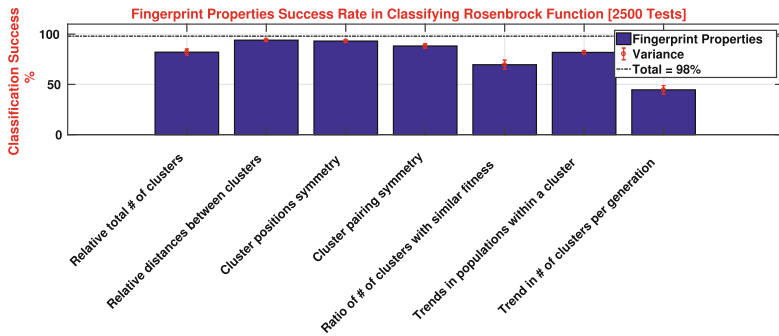 Fingerprint Properties Success Rate in Classifying Rosenbrock Function [2500 Tests]
Classification Success
%
100
50
0
Fingerprint Properties
Variance
Total = 98%
Relative total # of clusters
Relative distances between clusters
Cluster positions symmetry
Cluster pairing symmetry
Ratio of # of clusters with similar fitness
Trends in populations within a cluster
Trend in # of clusters per generation